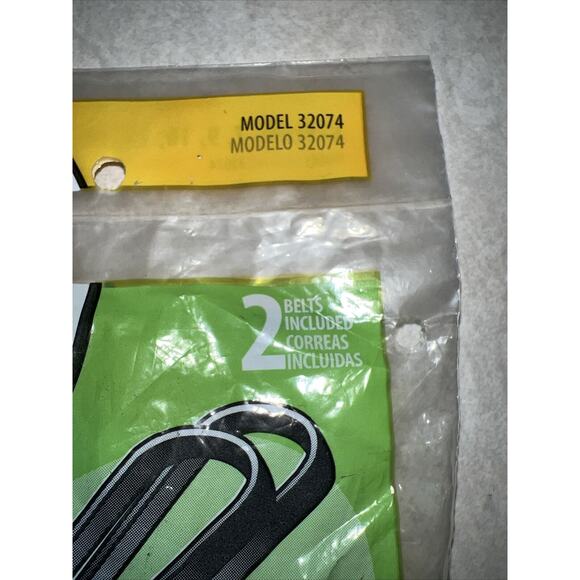 MODEL 32074
MODELO 32074
2 BELTS
INCLUDED
CORREAS
INCLUIDAS